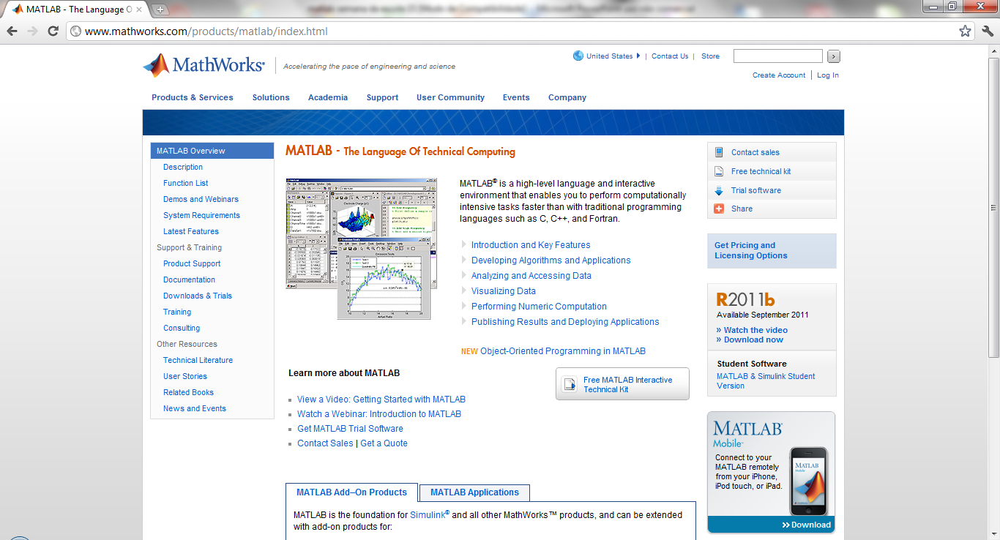 MATLAB - The Language O
www.mathworks.com/products/matlab/index.html
MathWorks®
Accelerating the pace of engineering and science
United States | Contact Us | Store
Create Account | Log In
Products & Services Solutions Academia Support User Community Events Company
MATLAB Overview
Description
Function List
Demos and Webinars
System Requirements
Latest Features
Support & Training
Product Support
Documentation
Downloads & Trials
Training
Consulting
Other Resources
Technical Literature
User Stories
Related Books
News and Events
MATLAB - The Language Of Technical Computing
MATLAB® is a high-level language and interactive
environment that enables you to perform computationally
intensive tasks faster than with traditional programming
languages such as C, C++, and Fortran.
Introduction and Key Features
Developing Algorithms and Applications
Analyzing and Accessing Data
Visualizing Data
Performing Numeric Computation
Publishing Results and Deploying Applications
NEW Object-Oriented Programming in MATLAB
Learn more about MATLAB
View a Video: Getting Started with MATLAB
Watch a Webinar: Introduction to MATLAB
Get MATLAB Trial Software
Contact Sales | Get a Quote
Free MATLAB Interactive
Technical Kit
MATLAB Add–On Products
MATLAB Applications
MATLAB is the foundation for Simulink® and all other MathWorks™ products, and can be extended
with add-on products for:
Contact sales
Free technical kit
Trial software
Share
Get Pricing and
Licensing Options
R2011b
Available September 2011
» Watch the video
» Download now
Student Software
MATLAB & Simulink Student
Version
MATLAB®
Mobile™
Connect to your
MATLAB remotely
from your iPhone,
iPod touch, or iPad.
MATLAB
Mobile
»Download